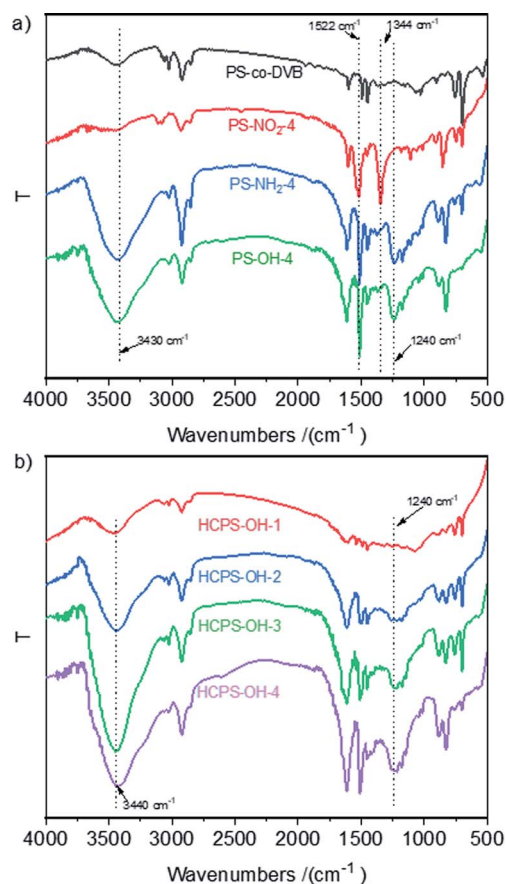 a)
1522 cm⁻¹
1344 cm⁻¹
PS-co-DVB
PS-NO₂-4
PS-NH₂-4
PS-OH-4
T
3430 cm⁻¹
1240 cm⁻¹
4000 3500 3000 2500 2000 1500 1000 500
Wavenumbers /(cm⁻¹)
b)
1240 cm⁻¹
HCPS-OH-1
HCPS-OH-2
HCPS-OH-3
HCPS-OH-4
T
3440 cm⁻¹
4000 3500 3000 2500 2000 1500 1000 500
Wavenumbers /(cm⁻¹)